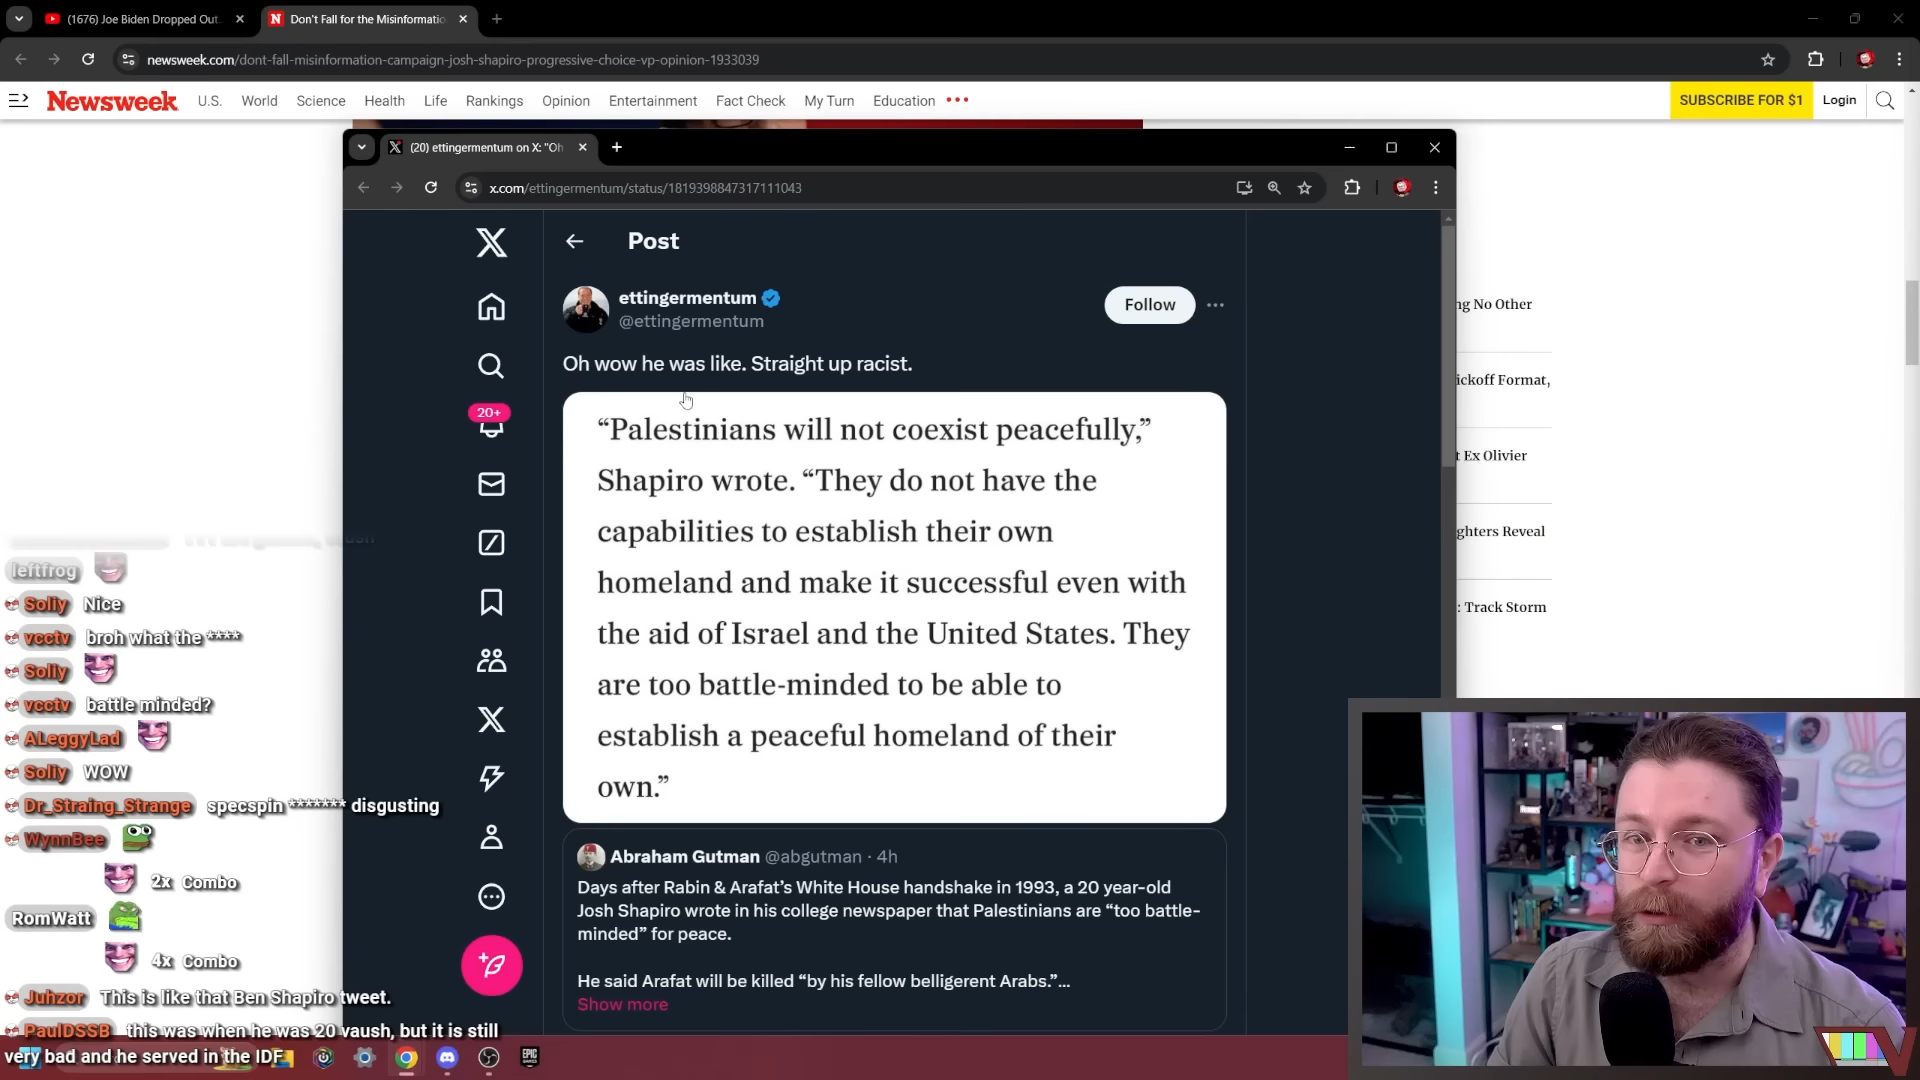 (1676) Joe Biden Dropped Out
Don't Fall for the Misinformatio
newsweek.com/dont-fall-misinformation-campaign-josh-shapiro-progressive-choice-vp-opinion-1933039
Newsweek U.S. World Science Health Life Rankings Opinion Entertainment Fact Check My Turn Education SUBSCRIBE FOR $1 Login
(20) ettingermentum on X: "Oh
x.com/ettingermentum/status/1819398847317111043
Post
ettingermentum
@ettingermentum
Follow
Oh wow he was like. Straight up racist.
20+
“Palestinians will not coexist peacefully,”
Shapiro wrote. “They do not have the
capabilities to establish their own
homeland and make it successful even with
the aid of Israel and the United States. They
are too battle-minded to be able to
establish a peaceful homeland of their
own.”
Abraham Gutman @abgutman · 4h
Days after Rabin & Arafat’s White House handshake in 1993, a 20 year-old
Josh Shapiro wrote in his college newspaper that Palestinians are “too battle-
minded” for peace.
He said Arafat will be killed “by his fellow belligerent Arabs.”...
Show more
ng No Other
ickoff Format,
t Ex Olivier
ghters Reveal
: Track Storm
leftfrog
Solly Nice
vcctv broh what the ****
Solly
vcctv battle minded?
ALeggyLad
Solly WOW
Dr_Straing_Strange specspin ******* disgusting
WynnBee
2x Combo
RomWatt
4x Combo
Juhzor This is like that Ben Shapiro tweet.
PaulDSSB this was when he was 20 vaush, but it is still
very bad and he served in the IDF
EPIC GAMES